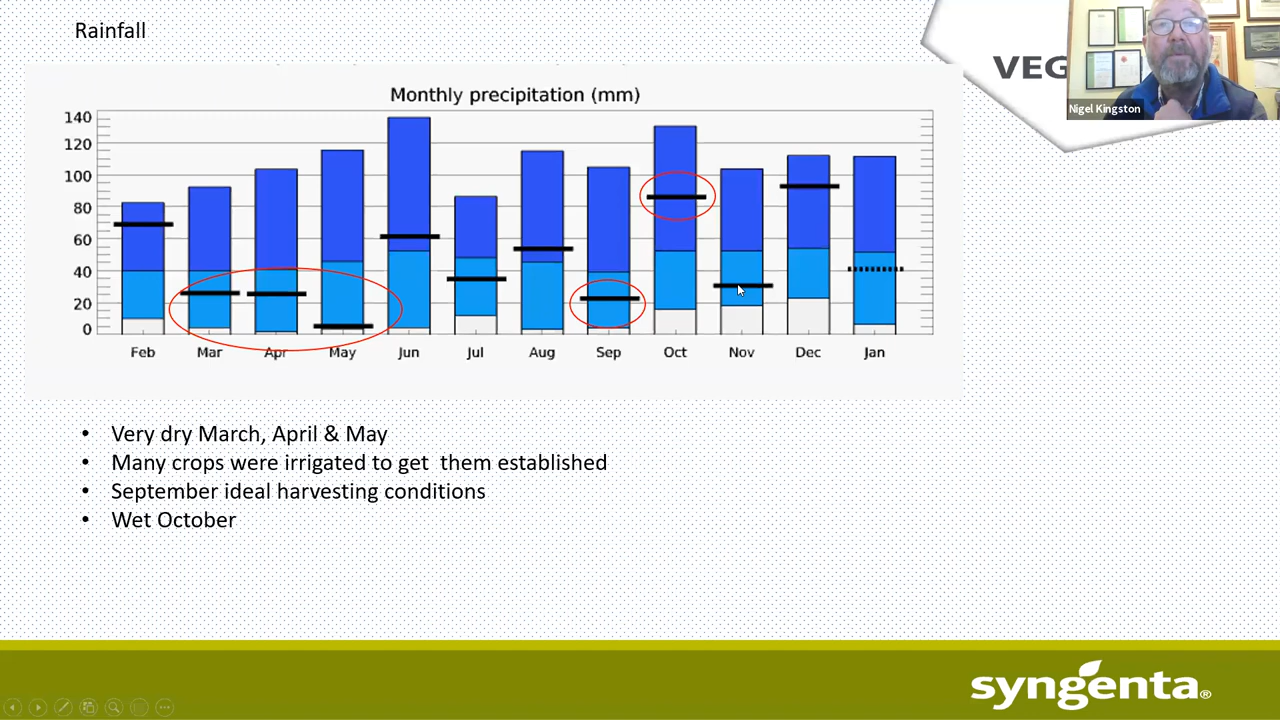 Rainfall
VEG
Nigel Kingston
Monthly precipitation (mm)
140
120
100
80
60
40
20
0
Feb Mar Apr May Jun Jul Aug Sep Oct Nov Dec Jan
• Very dry March, April & May
• Many crops were irrigated to get them established
• September ideal harvesting conditions
• Wet October
syngenta®